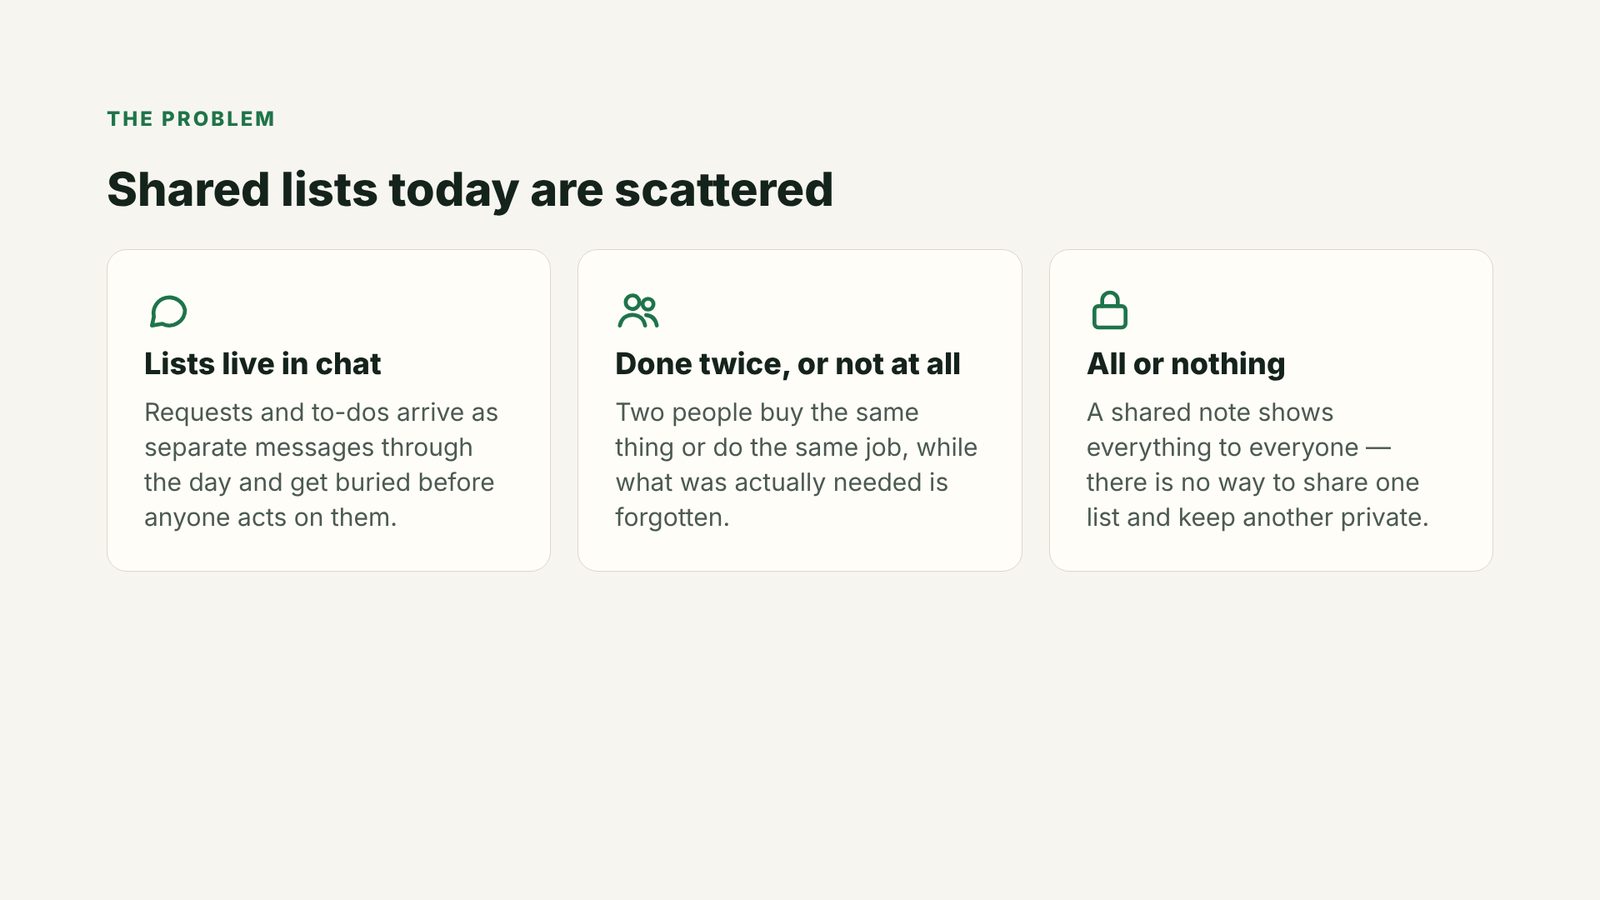 THE PROBLEM
Shared lists today are scattered
Lists live in chat
Requests and to-dos arrive as
separate messages through
the day and get buried before
anyone acts on them.
Done twice, or not at all
Two people buy the same
thing or do the same job, while
what was actually needed is
forgotten.
All or nothing
A shared note shows
everything to everyone —
there is no way to share one
list and keep another private.